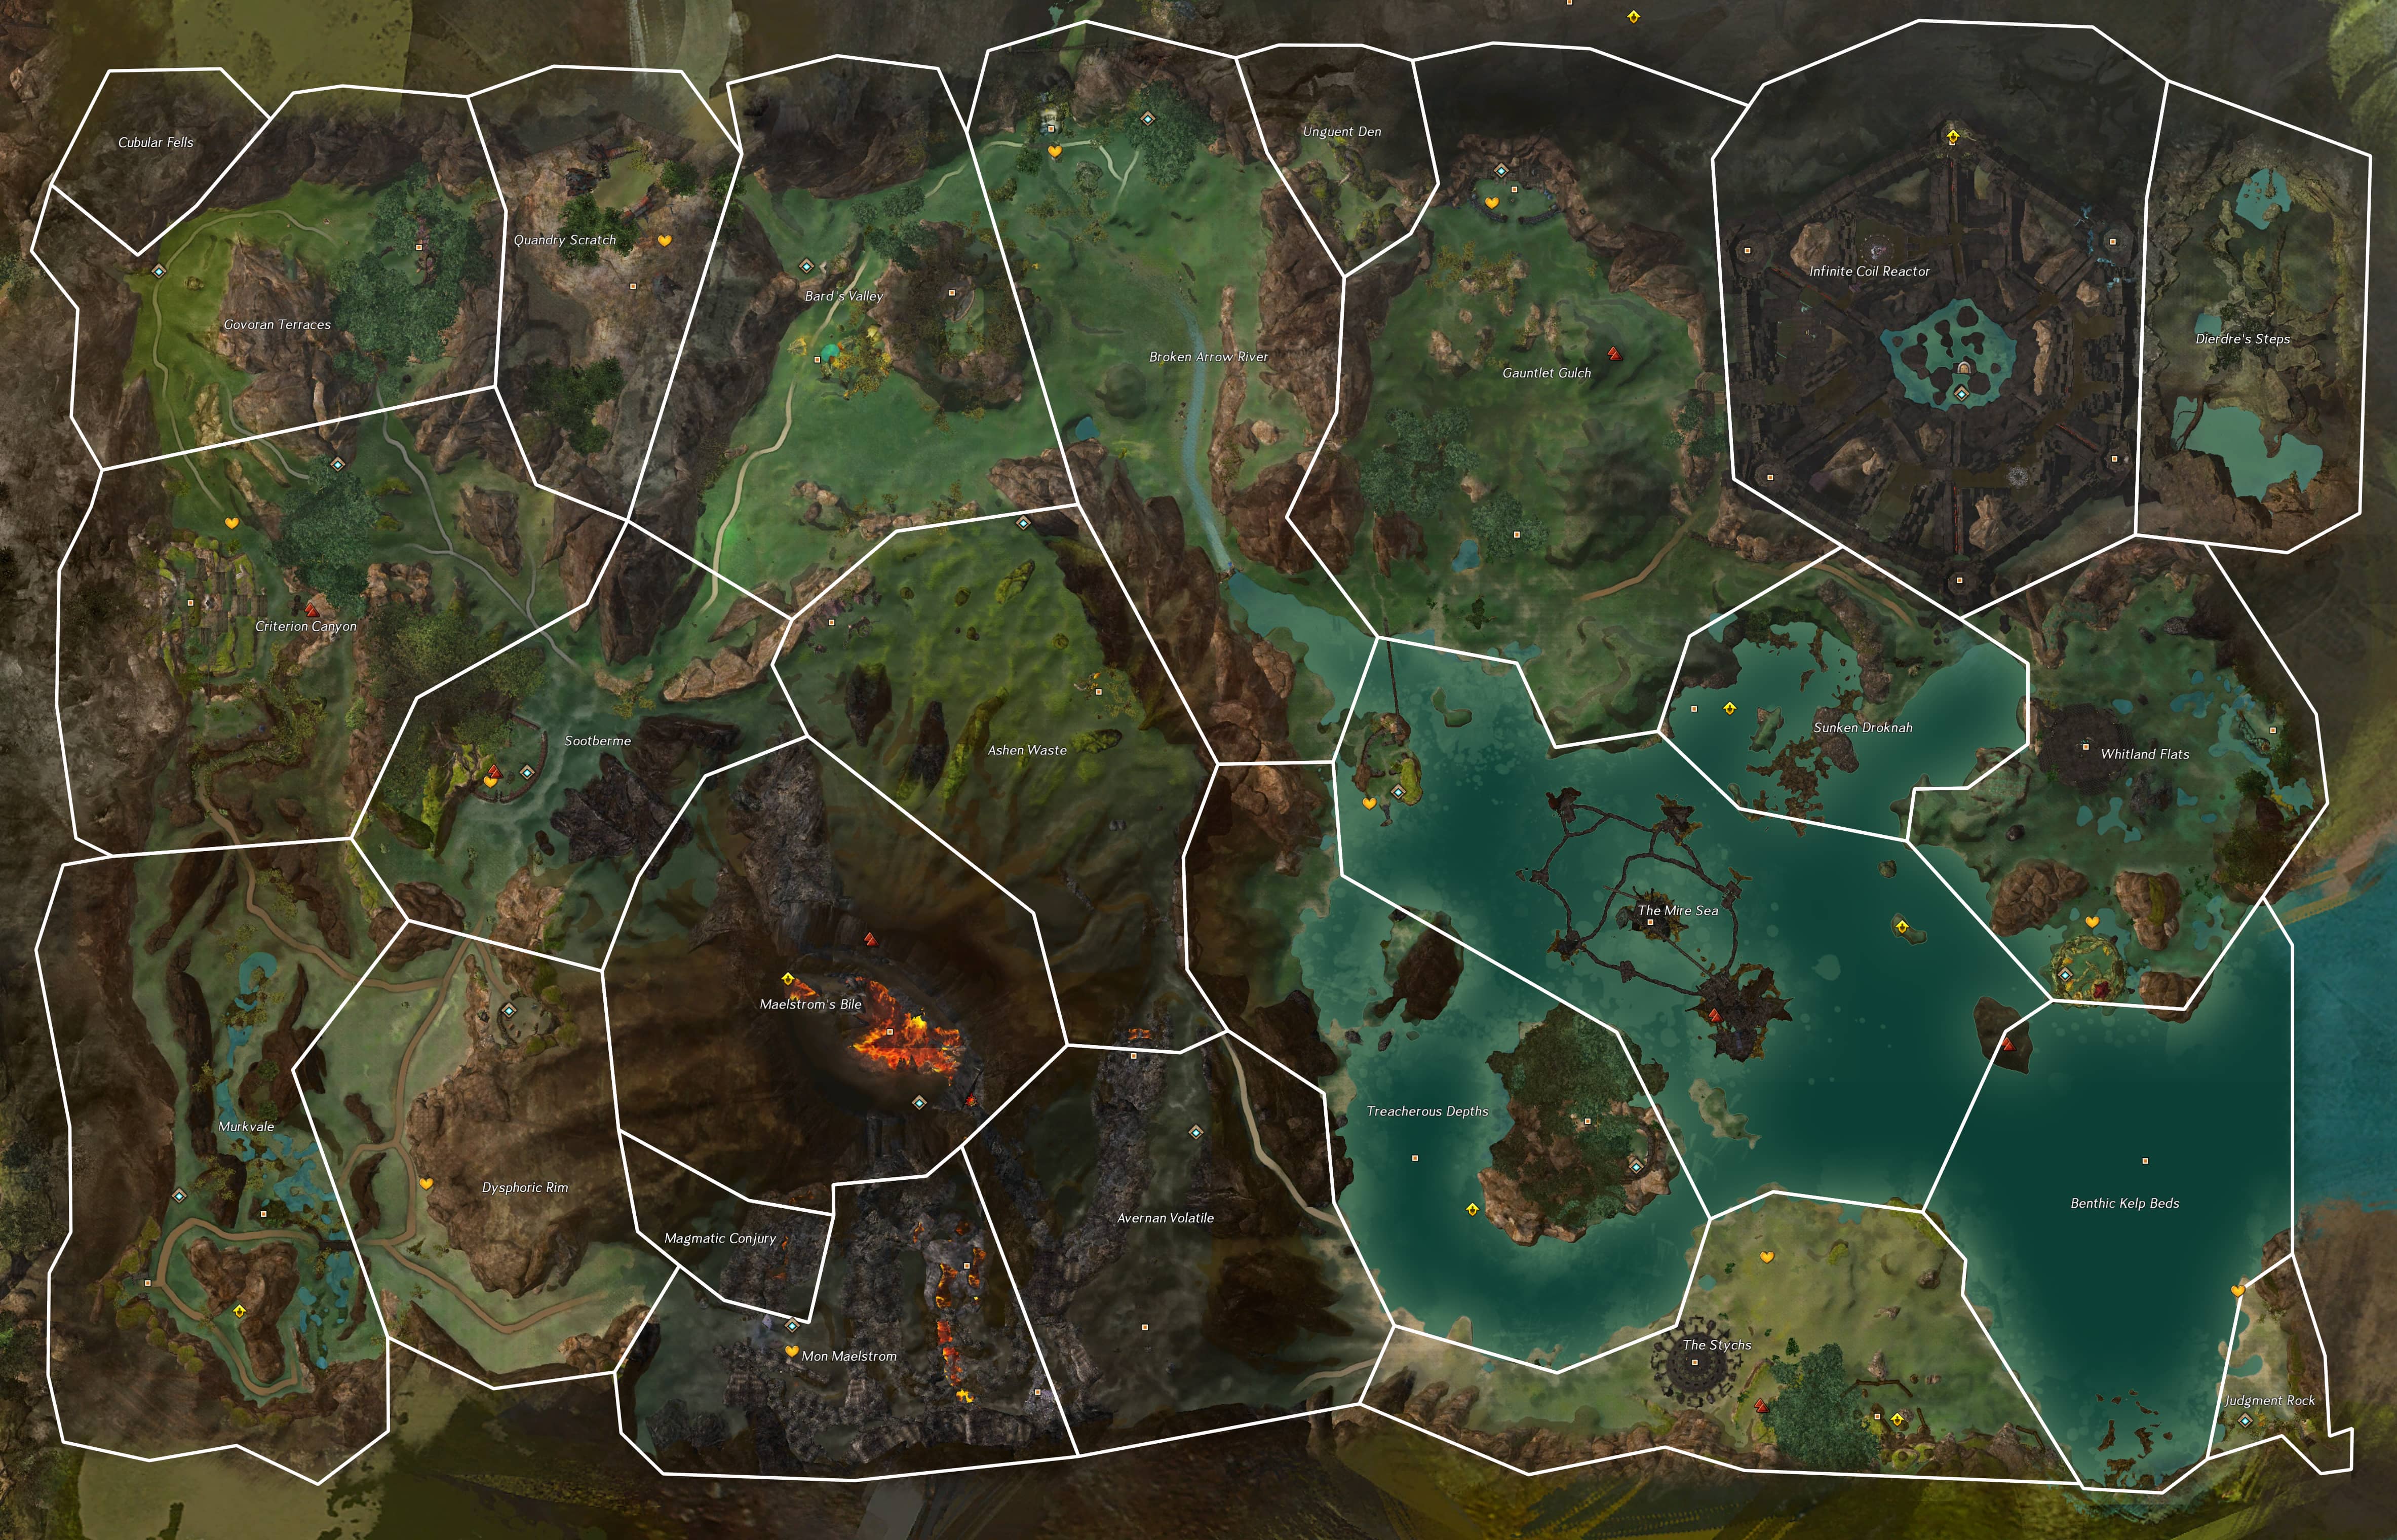 Unguent Den
Cubular Fells
Quandry Scratch
Infinite Coil Reactor
Bard's Valley
Govoran Terraces
Dierdre's Steps
Broken Arrow River
Gauntlet Gulch
Criterion Canyon
Sunken Droknah
Sootberme
Ashen Waste
Whitland Flats
The Mire Sea
Maelstrom's Bile
Treacherous Depths
Murkvale
Dysphoric Rim
Benthic Kelp Beds
Avernan Volatile
Magmatic Conjury
The Stychs
Mon Maelstrom
Judgment Rock